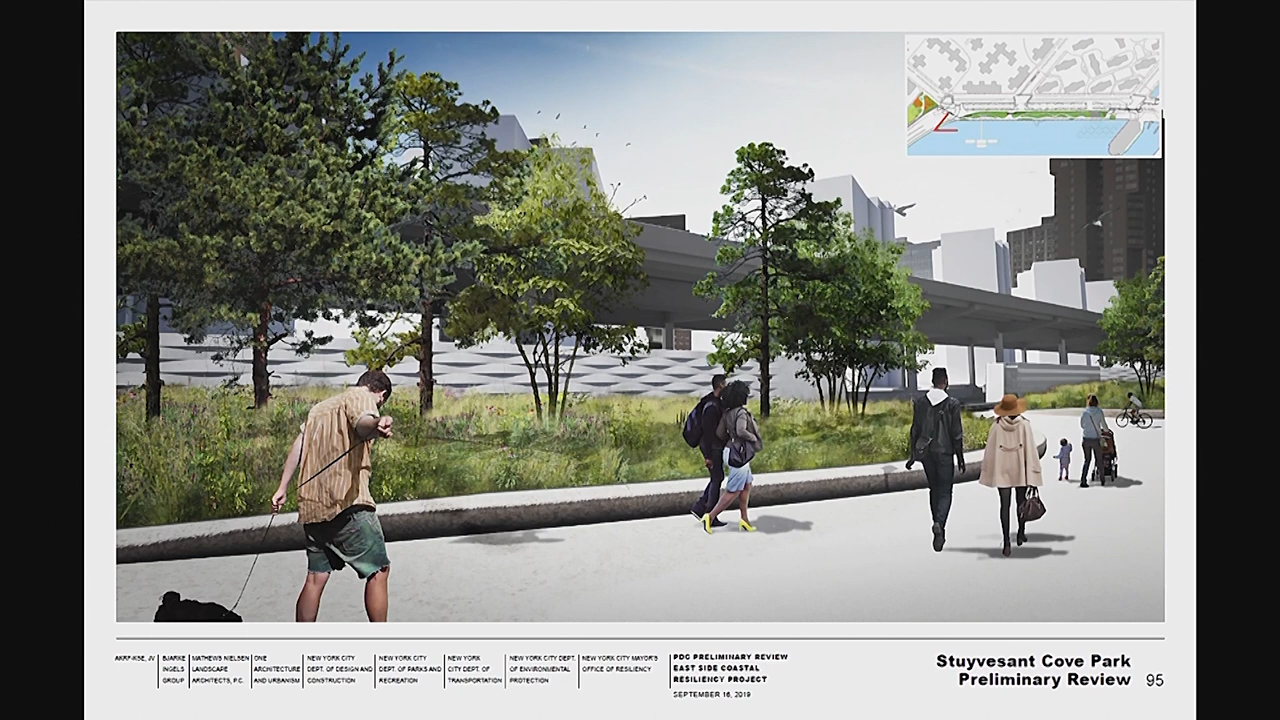 AKRF-KSE, JV
BJARKE
INGELS
GROUP
MATHEWS NIELSEN
LANDSCAPE
ARCHITECTS, P.C.
ONE
ARCHITECTURE
AND URBANISM
NEW YORK CITY
DEPT. OF DESIGN AND
CONSTRUCTION
NEW YORK CITY
DEPT. OF PARKS AND
RECREATION
NEW YORK
CITY DEPT. OF
TRANSPORTATION
NEW YORK CITY DEPT.
OF ENVIRONMENTAL
PROTECTION
NEW YORK CITY MAYOR'S
OFFICE OF RESILIENCY
PDC PRELIMINARY REVIEW
EAST SIDE COASTAL
RESILIENCY PROJECT
SEPTEMBER 16, 2019
Stuyvesant Cove Park
Preliminary Review 95